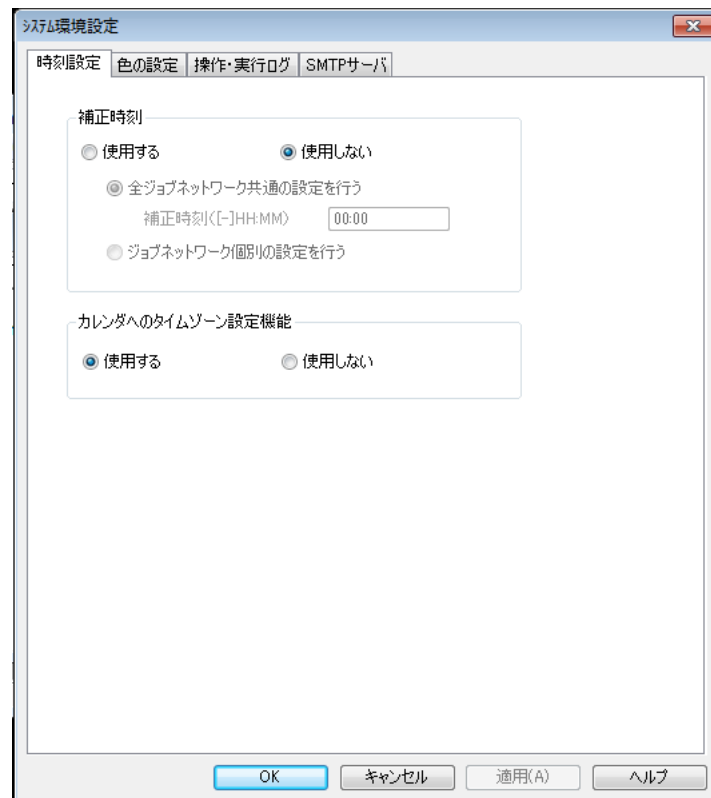 システム環境設定
時刻設定 色の設定 操作・実行ログ SMTPサーバ
補正時刻
使用する 使用しない
全ジョブネットワーク共通の設定を行う
補正時刻([-]HH:MM) 00:00
ジョブネットワーク個別の設定を行う
カレンダへのタイムゾーン設定機能
使用する 使用しない
OK キャンセル 適用(A) ヘルプ